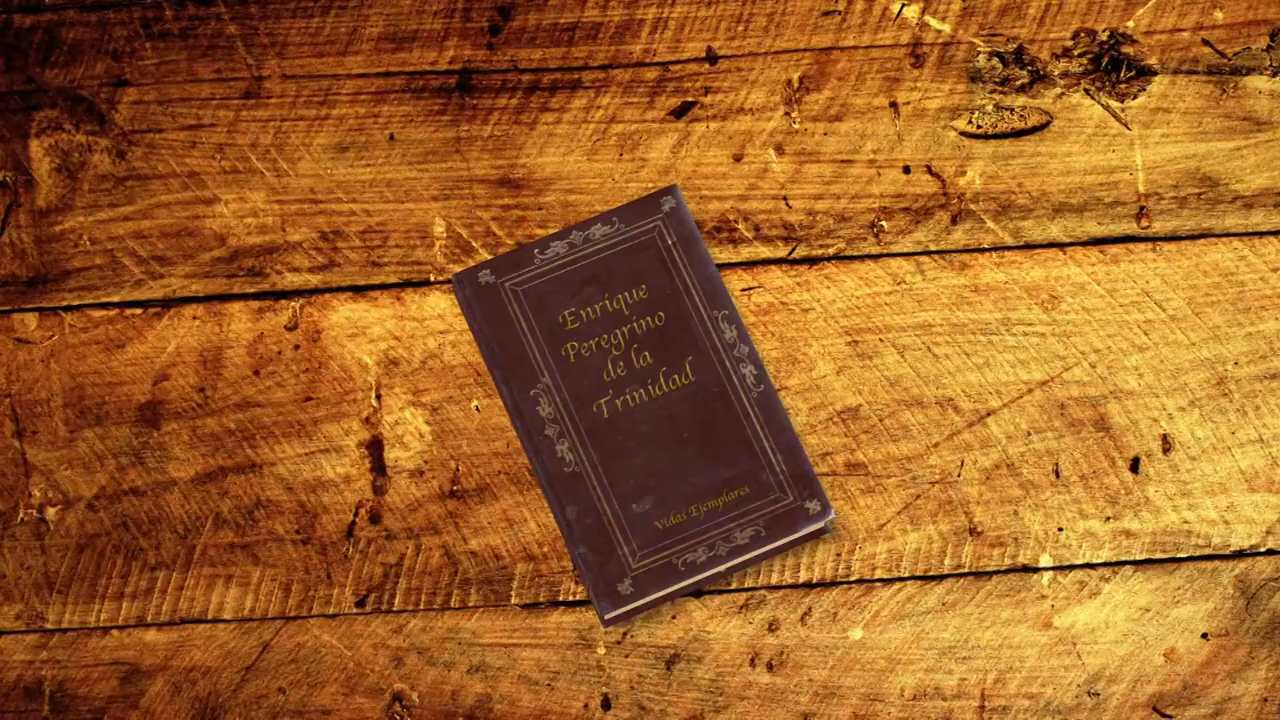 Enrique
Peregrino
de la
Trinidad
Vidas Ejemplares